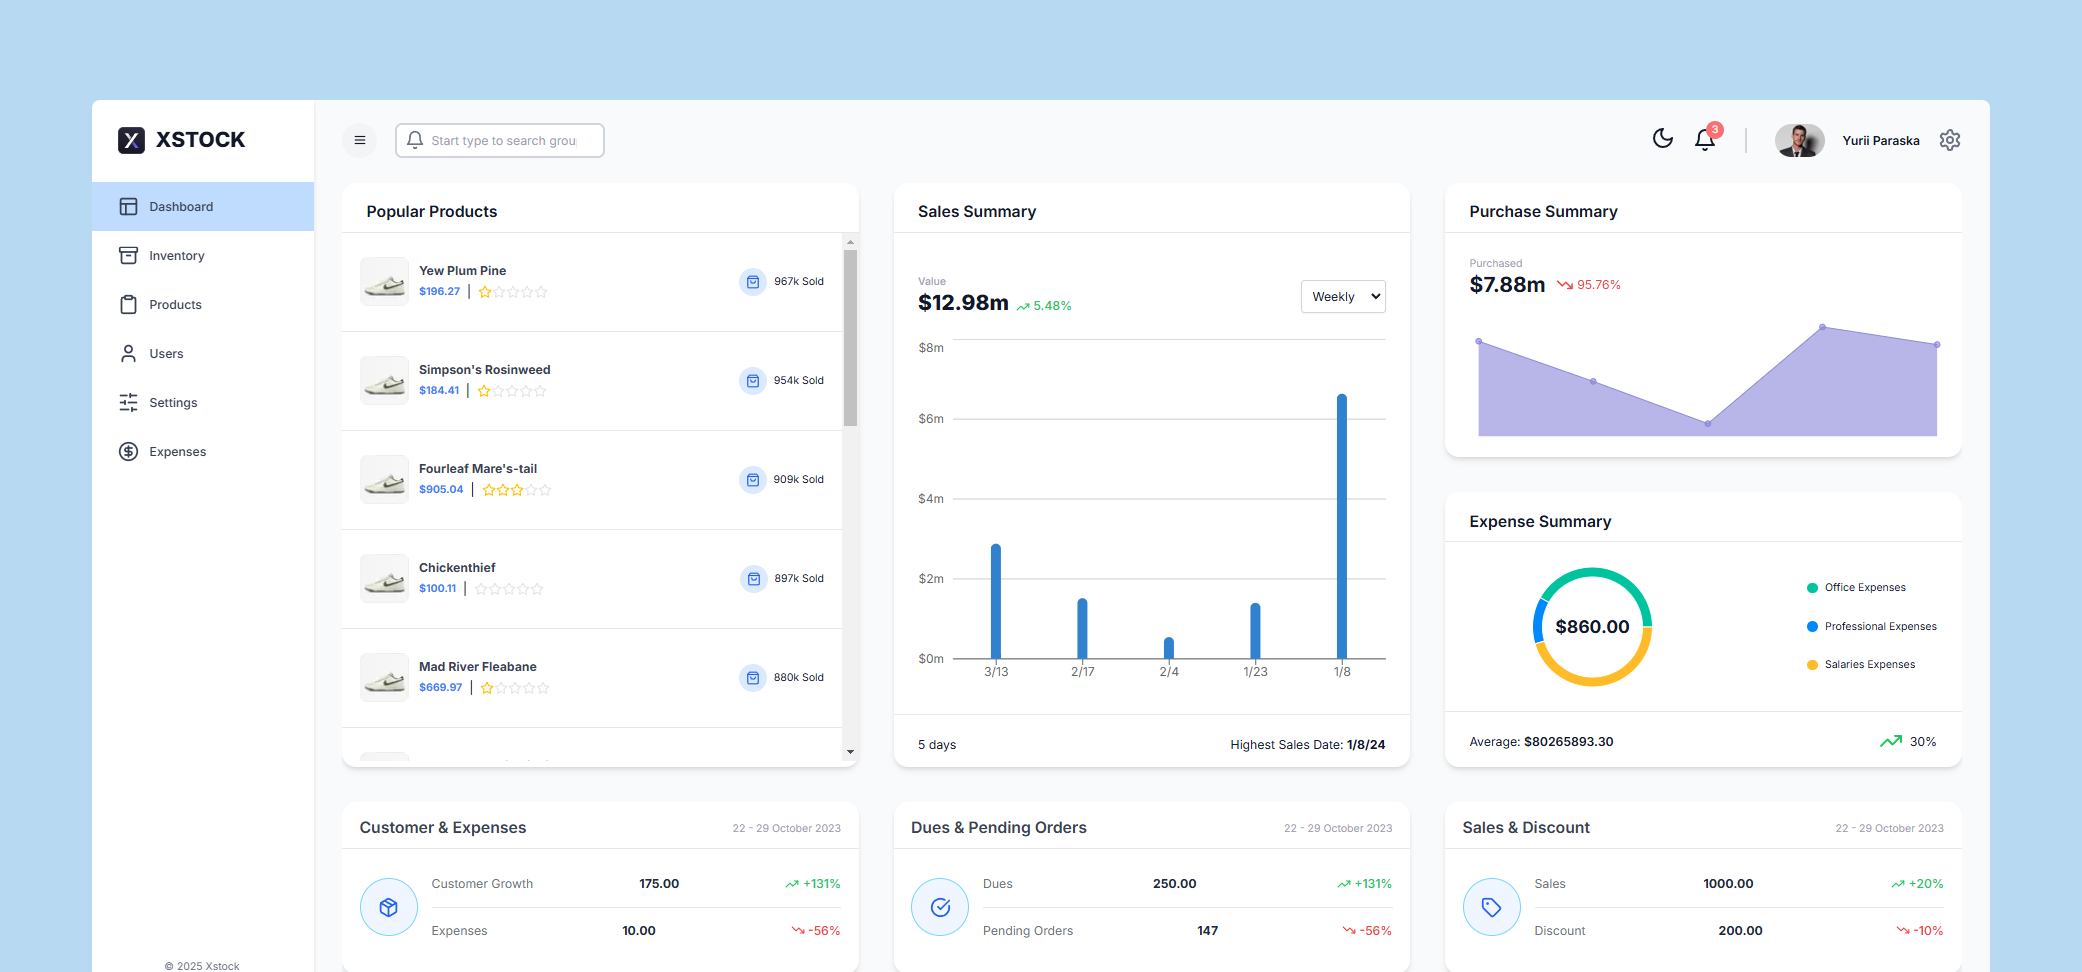 XSTOCK
Start type to search grou
3
Yurii Paraska
Dashboard
Inventory
Products
Users
Settings
Expenses
© 2025 Xstock
Popular Products
Yew Plum Pine
$196.27
967k Sold
Simpson's Rosinweed
$184.41
954k Sold
Fourleaf Mare's-tail
$905.04
909k Sold
Chickenthief
$100.11
897k Sold
Mad River Fleabane
$669.97
880k Sold
Sales Summary
Value
$12.98m 5.48%
Weekly
$8m
$6m
$4m
$2m
$0m
3/13 2/17 2/4 1/23 1/8
5 days
Highest Sales Date: 1/8/24
Purchase Summary
Purchased
$7.88m 95.76%
Expense Summary
$860.00
Office Expenses
Professional Expenses
Salaries Expenses
Average: $80265893.30
30%
Customer & Expenses
22 - 29 October 2023
Customer Growth 175.00 +131%
Expenses 10.00 -56%
Dues & Pending Orders
22 - 29 October 2023
Dues 250.00 +131%
Pending Orders 147 -56%
Sales & Discount
22 - 29 October 2023
Sales 1000.00 +20%
Discount 200.00 -10%